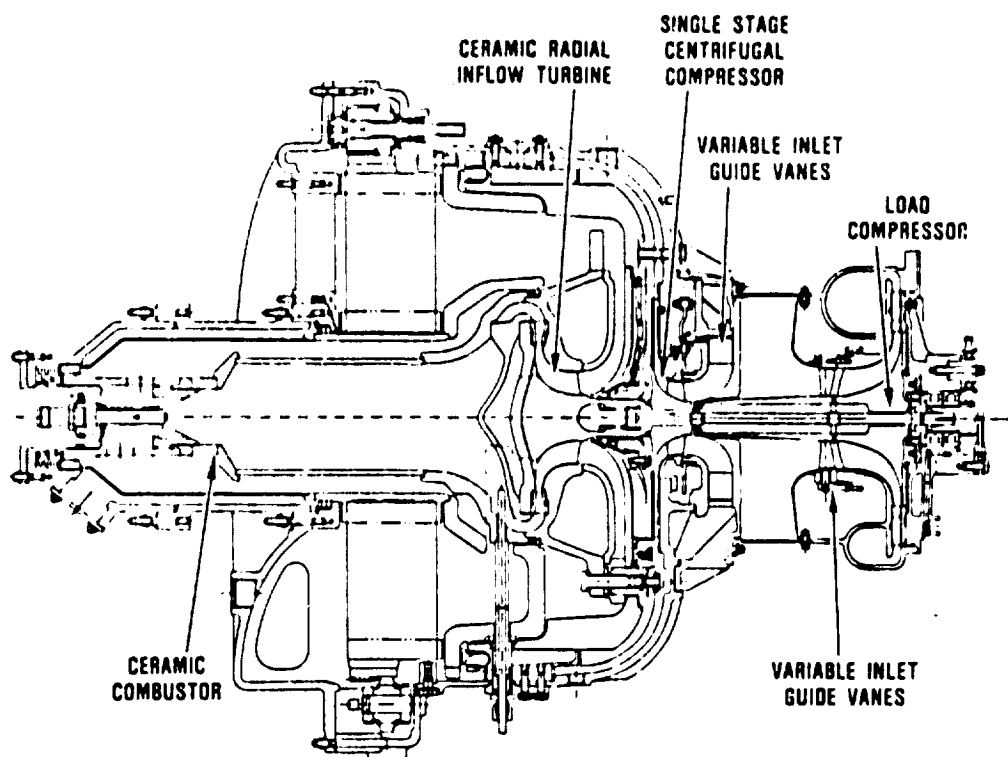 SINGLE STAGE
CENTRIFUGAL
COMPRESSOR
CERAMIC RADIAL
INFLOW TURBINE
VARIABLE INLET
GUIDE VANES
LOAD
COMPRESSOR
CERAMIC
COMBUSTOR
VARIABLE INLET
GUIDE VANES